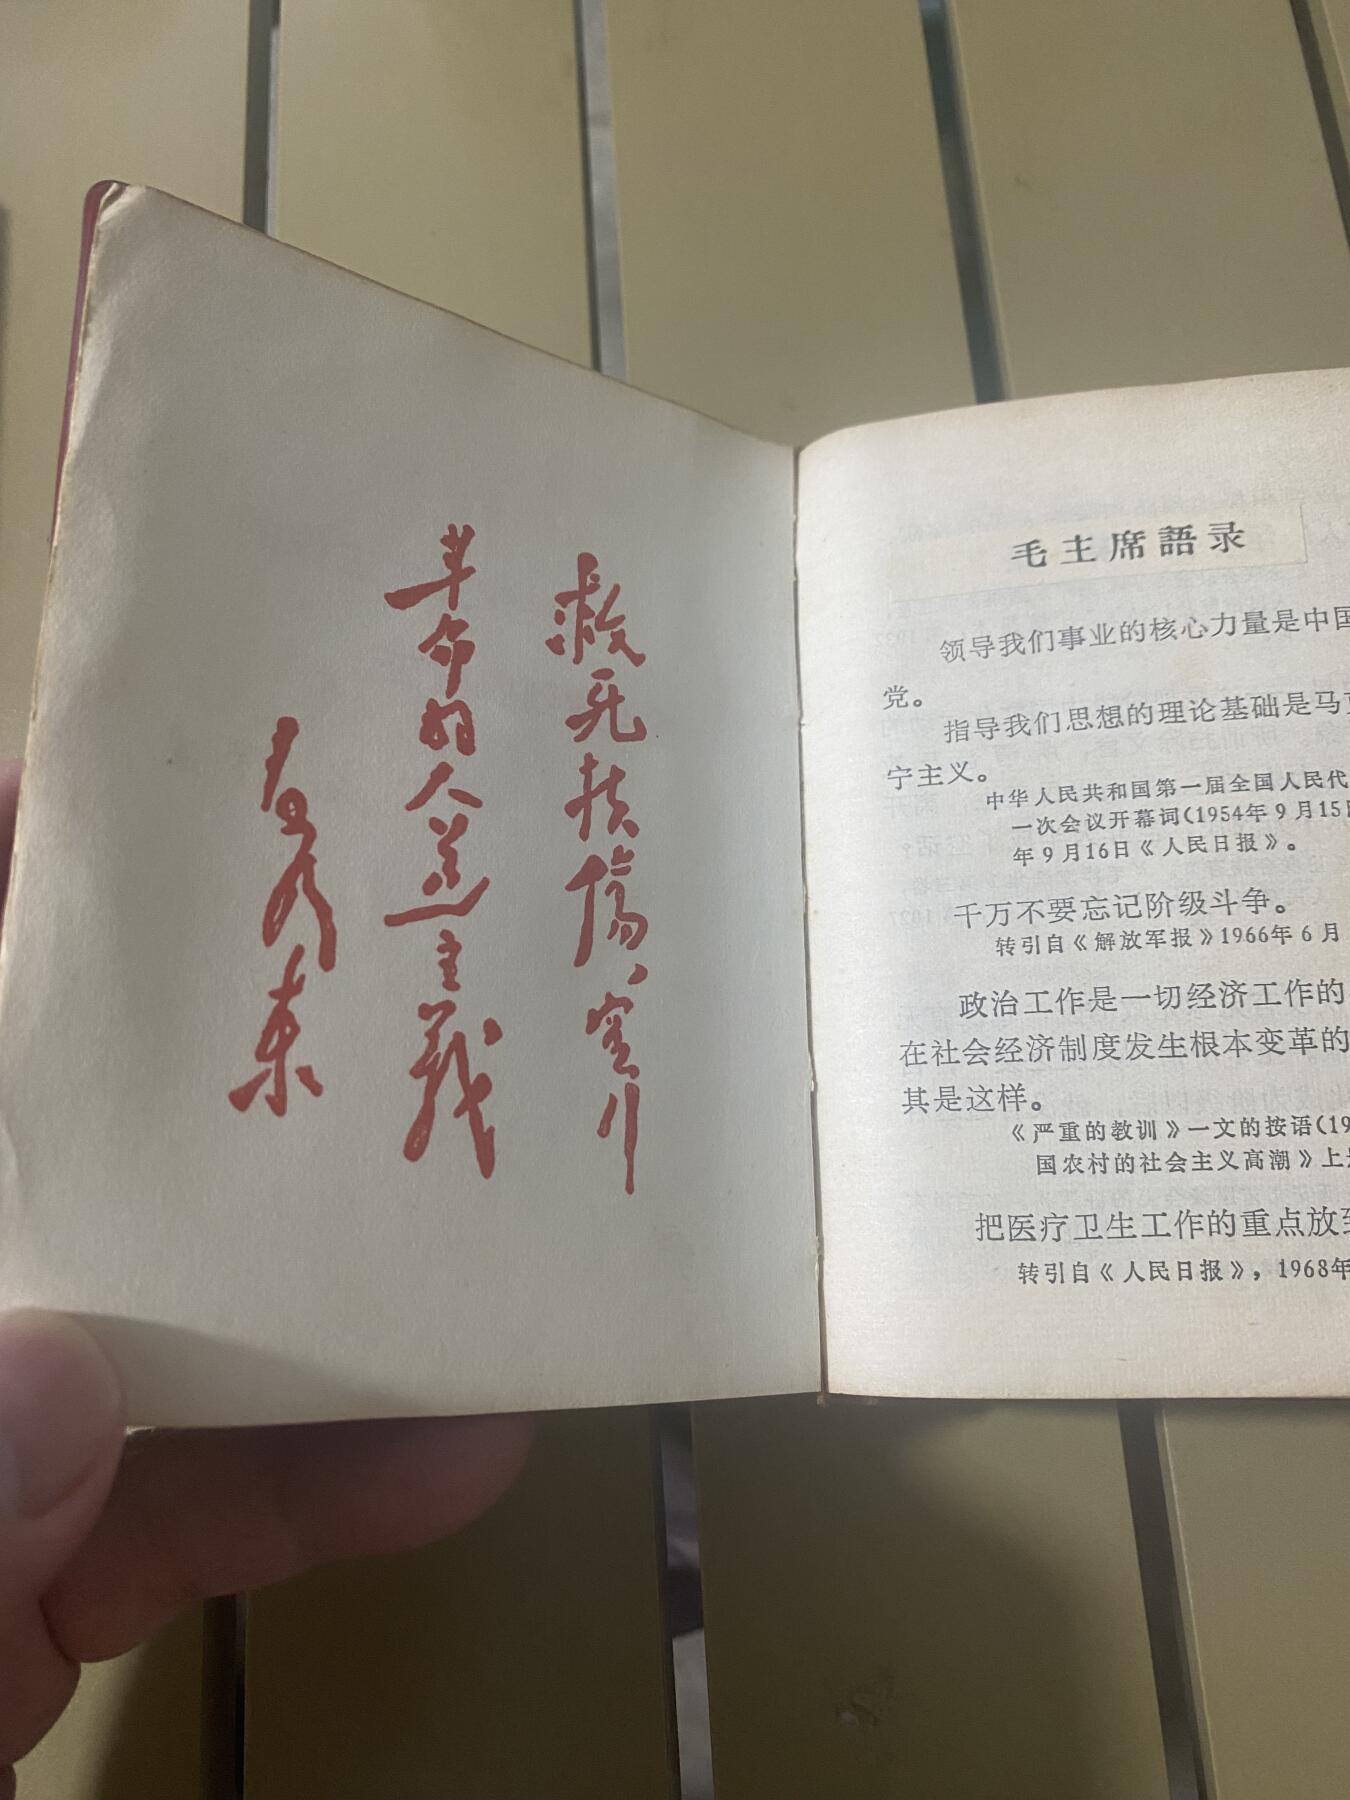 救死扶傷、实行
革命的人道主義
毛泽东
毛主席語录
领导我们事业的核心力量是中国
党。
指导我们思想的理论基础是马
宁主义。
中华人民共和国第一届全国人民代
一次会议开幕词(1954年9月15日
年9月16日《人民日报》。
千万不要忘记阶级斗争。
转引自《解放军报》1966年6月
政治工作是一切经济工作的
在社会经济制度发生根本变革的
其是这样。
《严重的教训》一文的按语(19
国农村的社会主义高潮》上
把医疗卫生工作的重点放到
转引自《人民日报》，1968年